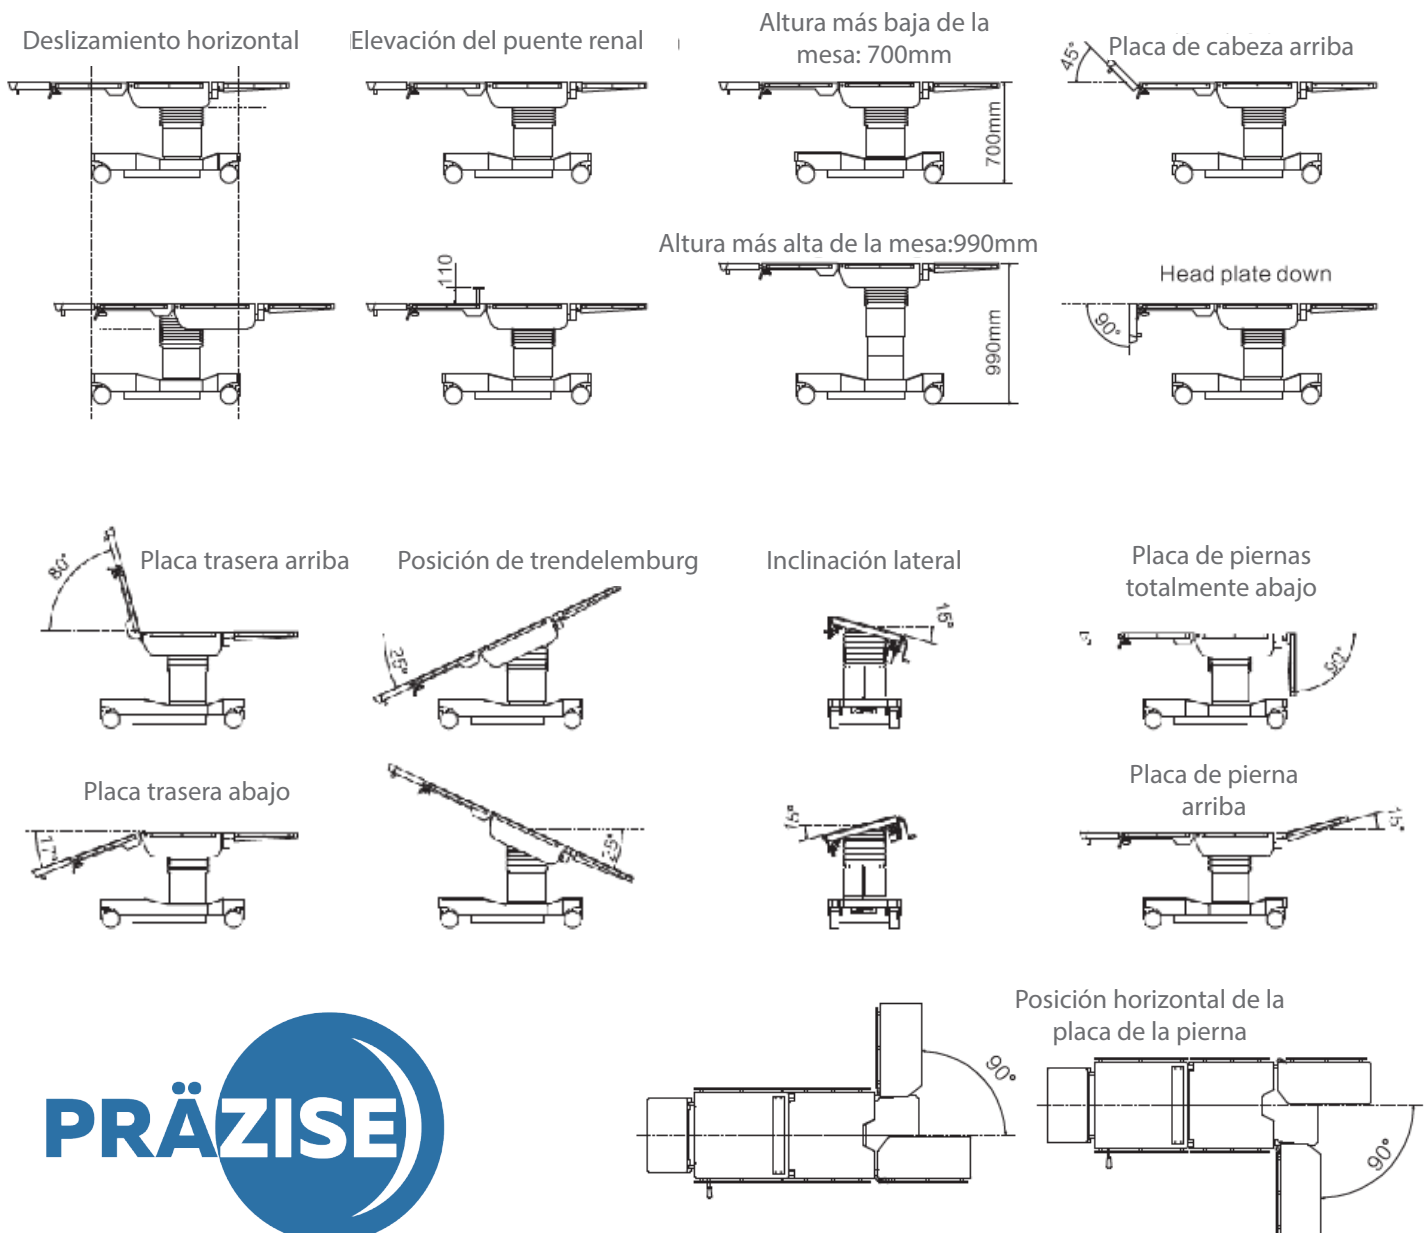 Deslizamiento horizontal
Elevación del puente renal
Altura más baja de la
mesa: 700mm
Placa de cabeza arriba
45°
700mm
Altura más alta de la mesa:990mm
Head plate down
110
990mm
90°
Placa trasera arriba
Posición de trendelemburg
Inclinación lateral
Placa de piernas
totalmente abajo
80°
25°
15°
90°
Placa trasera abajo
Placa de pierna
arriba
17°
25°
15°
15°
Posición horizontal de la
placa de la pierna
90°
90°
PRÄZISE